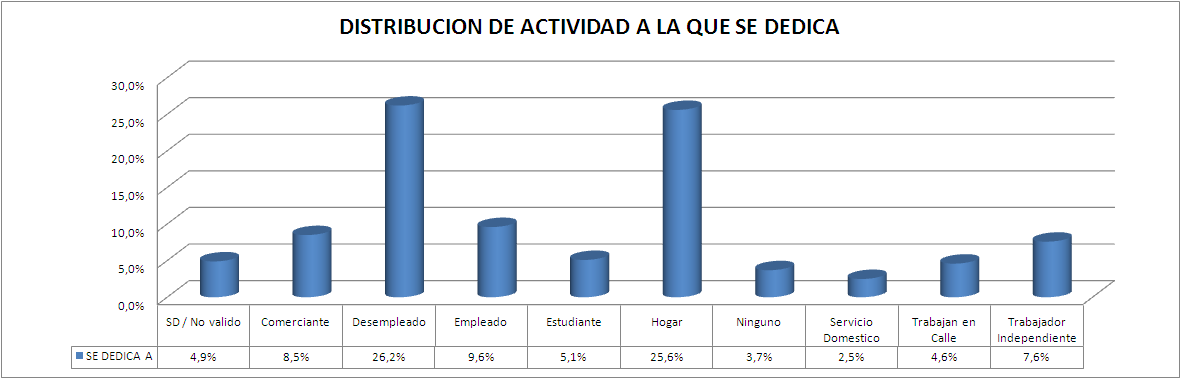 DISTRIBUCION DE ACTIVIDAD A LA QUE SE DEDICA
30,0%
25,0%
20,0%
15,0%
10,0%
5,0%
0,0%
SD / No valido Comerciante Desempleado Empleado Estudiante Hogar Ninguno Servicio Domestico Trabajan en Calle Trabajador Independiente
SE DEDICA A 4,9% 8,5% 26,2% 9,6% 5,1% 25,6% 3,7% 2,5% 4,6% 7,6%